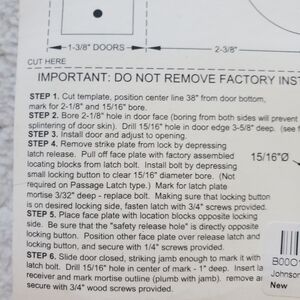 1-3/8" DOORS
2-3/8"
CUT HERE
IMPORTANT: DO NOT REMOVE FACTORY INST
STEP 1. Cut template, position center line 38" from door bottom,
mark for 2-1/8" and 15/16" bore.
STEP 2. Bore 2-1/8" hole in door face (boring from both sides will prevent
splintering of door skin). Drill 15/16" hole in door edge 3-5/8" deep. (see
STEP 3. Install door and adjust to opening.
STEP 4. Remove strike plate from lock by depressing
latch release. Pull off face plate with factory assembled
locating blocks from latch bolt. Install bolt by depressing
small locking button to clear 15/16" diameter bore. (Not
required on Passage Latch type.) Mark for latch plate
mortise 3/32" deep - replace bolt. Making sure that locking button
is on desired locking side, fasten latch with 3/4" screws provided.
STEP 5. Place face plate with location blocks opposite locking
side. Be sure that the "safety release hole" is directly opposite
locking button. Position other face plate over latch release and
button, and secure with 1/4" screws provided.
STEP 6. Slide door closed, striking jamb enough to mark it with
door bolt. Drill 15/16" hole in center of mark - 1" deep. Insert
receiver and mark mortise outline (plumb with jamb). remove and
secure with 3/4" wood screws provided.
15/16"Ø
B00O
Johnson
New